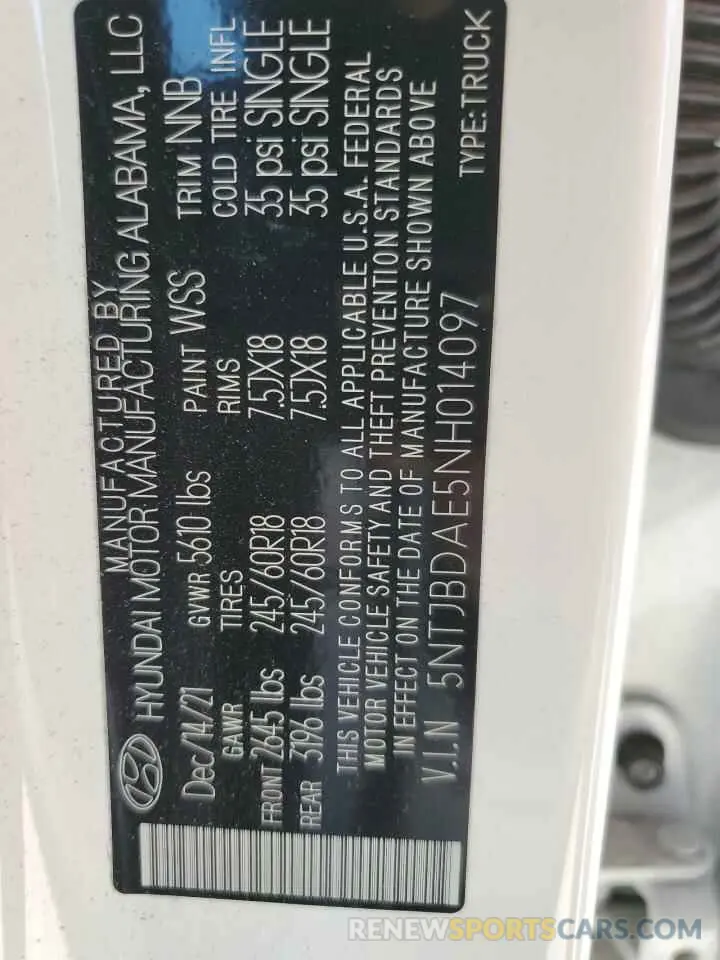 MANUFACTURED BY
HYUNDAI MOTOR MANUFACTURING ALABAMA, LLC
Dec/14/21 GVWR 5610 lbs PAINT WSS TRIM NNB
GAWR TIRES RIMS COLD TIRE INFL
FRONT 2645 lbs 245/60R18 7.5JX18 35 psi SINGLE
REAR 3196 lbs 245/60R18 7.5JX18 35 psi SINGLE
THIS VEHICLE CONFORMS TO ALL APPLICABLE U.S.A. FEDERAL
MOTOR VEHICLE SAFETY AND THEFT PREVENTION STANDARDS
IN EFFECT ON THE DATE OF MANUFACTURE SHOWN ABOVE
V.I.N 5NTJBDAE5NH014097 TYPE: TRUCK
RENEWSPORTSCARS.COM